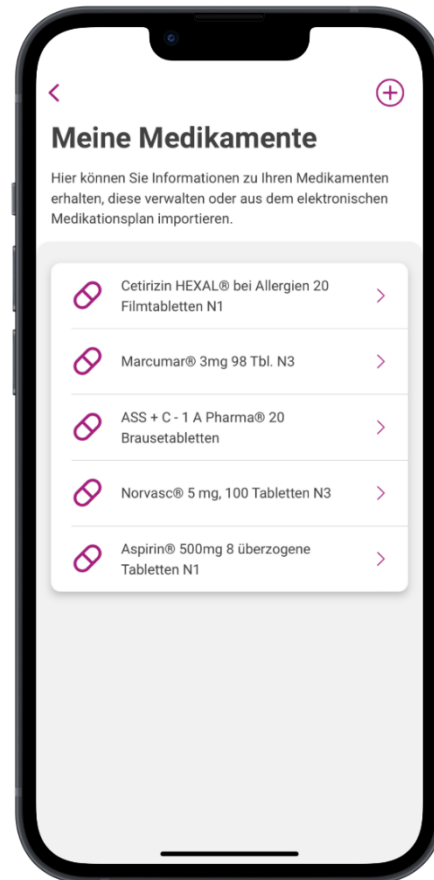 Meine Medikamente
Hier können Sie Informationen zu Ihren Medikamenten
erhalten, diese verwalten oder aus dem elektronischen
Medikationsplan importieren.
Cetirizin HEXAL® bei Allergien 20
Filmtabletten N1
Marcumar® 3mg 98 Tbl. N3
ASS + C - 1 A Pharma® 20
Brausetabletten
Norvasc® 5 mg, 100 Tabletten N3
Aspirin® 500mg 8 überzogene
Tabletten N1